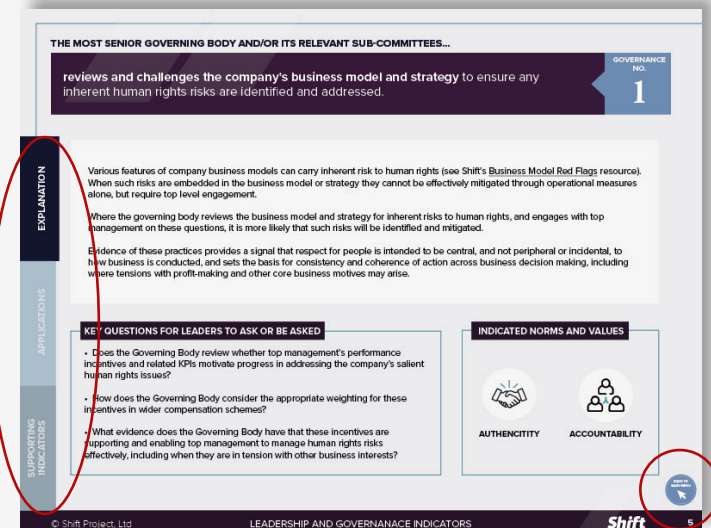 THE MOST SENIOR GOVERNING BODY AND/OR ITS RELEVANT SUB-COMMITTEES...
reviews and challenges the company's business model and strategy to ensure any
inherent human rights risks are identified and addressed.
GOVERNANCE
NO.
1
EXPLANATION
APPLICATIONS
SUPPORTING
INDICATORS
Various features of company business models can carry inherent risk to human rights (see Shift's Business Model Red Flags resource).
When such risks are embedded in the business model or strategy they cannot be effectively mitigated through operational measures
alone, but require top level engagement.
Where the governing body reviews the business model and strategy for inherent risks to human rights, and engages with top
management on these questions, it is more likely that such risks will be identified and mitigated.
Evidence of these practices provides a signal that respect for people is intended to be central, and not peripheral or incidental, to
how business is conducted, and sets the basis for consistency and coherence of action across business decision making, including
where tensions with profit-making and other core business motives may arise.
KEY QUESTIONS FOR LEADERS TO ASK OR BE ASKED
• Does the Governing Body review whether top management's performance
incentives and related KPIs motivate progress in addressing the company's salient
human rights issues?
• How does the Governing Body consider the appropriate weighting for these
incentives in wider compensation schemes?
• What evidence does the Governing Body have that these incentives are
supporting and enabling top management to manage human rights risks
effectively, including when they are in tension with other business interests?
INDICATED NORMS AND VALUES
AUTHENCITITY
ACCOUNTABILITY
© Shift Project, Ltd
LEADERSHIP AND GOVERNANACE INDICATORS
Shift
5